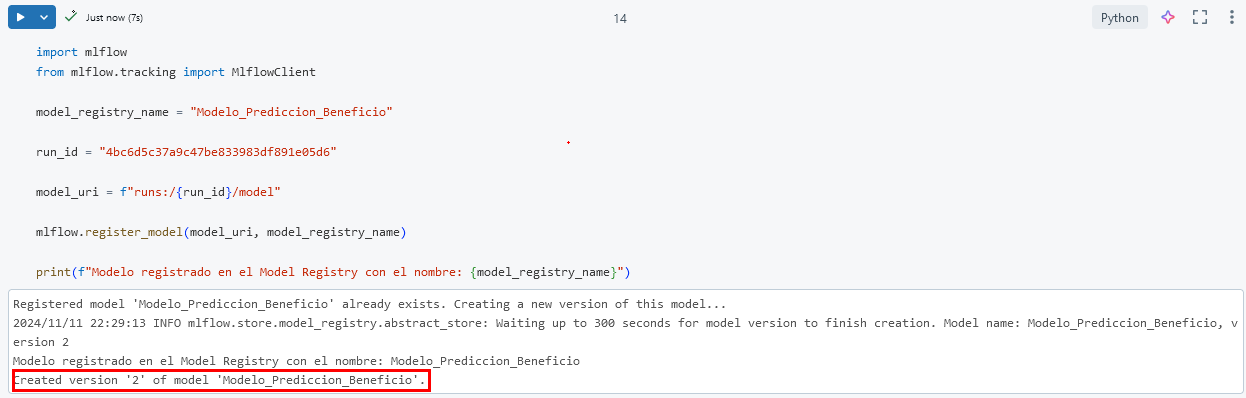 Just now (7s)
14
Python
import mlflow
from mlflow.tracking import MlflowClient
model_registry_name = "Modelo_Prediccion_Beneficio"
run_id = "4bc6d5c37a9c47be833983df891e05d6"
model_uri = f"runs:/{run_id}/model"
mlflow.register_model(model_uri, model_registry_name)
print(f"Modelo registrado en el Model Registry con el nombre: {model_registry_name}")
Registered model 'Modelo_Prediccion_Beneficio' already exists. Creating a new version of this model...
2024/11/11 22:29:13 INFO mlflow.store.model_registry.abstract_store: Waiting up to 300 seconds for model version to finish creation. Model name: Modelo_Prediccion_Beneficio, v
ersion 2
Modelo registrado en el Model Registry con el nombre: Modelo_Prediccion_Beneficio
Created version '2' of model 'Modelo_Prediccion_Beneficio'.